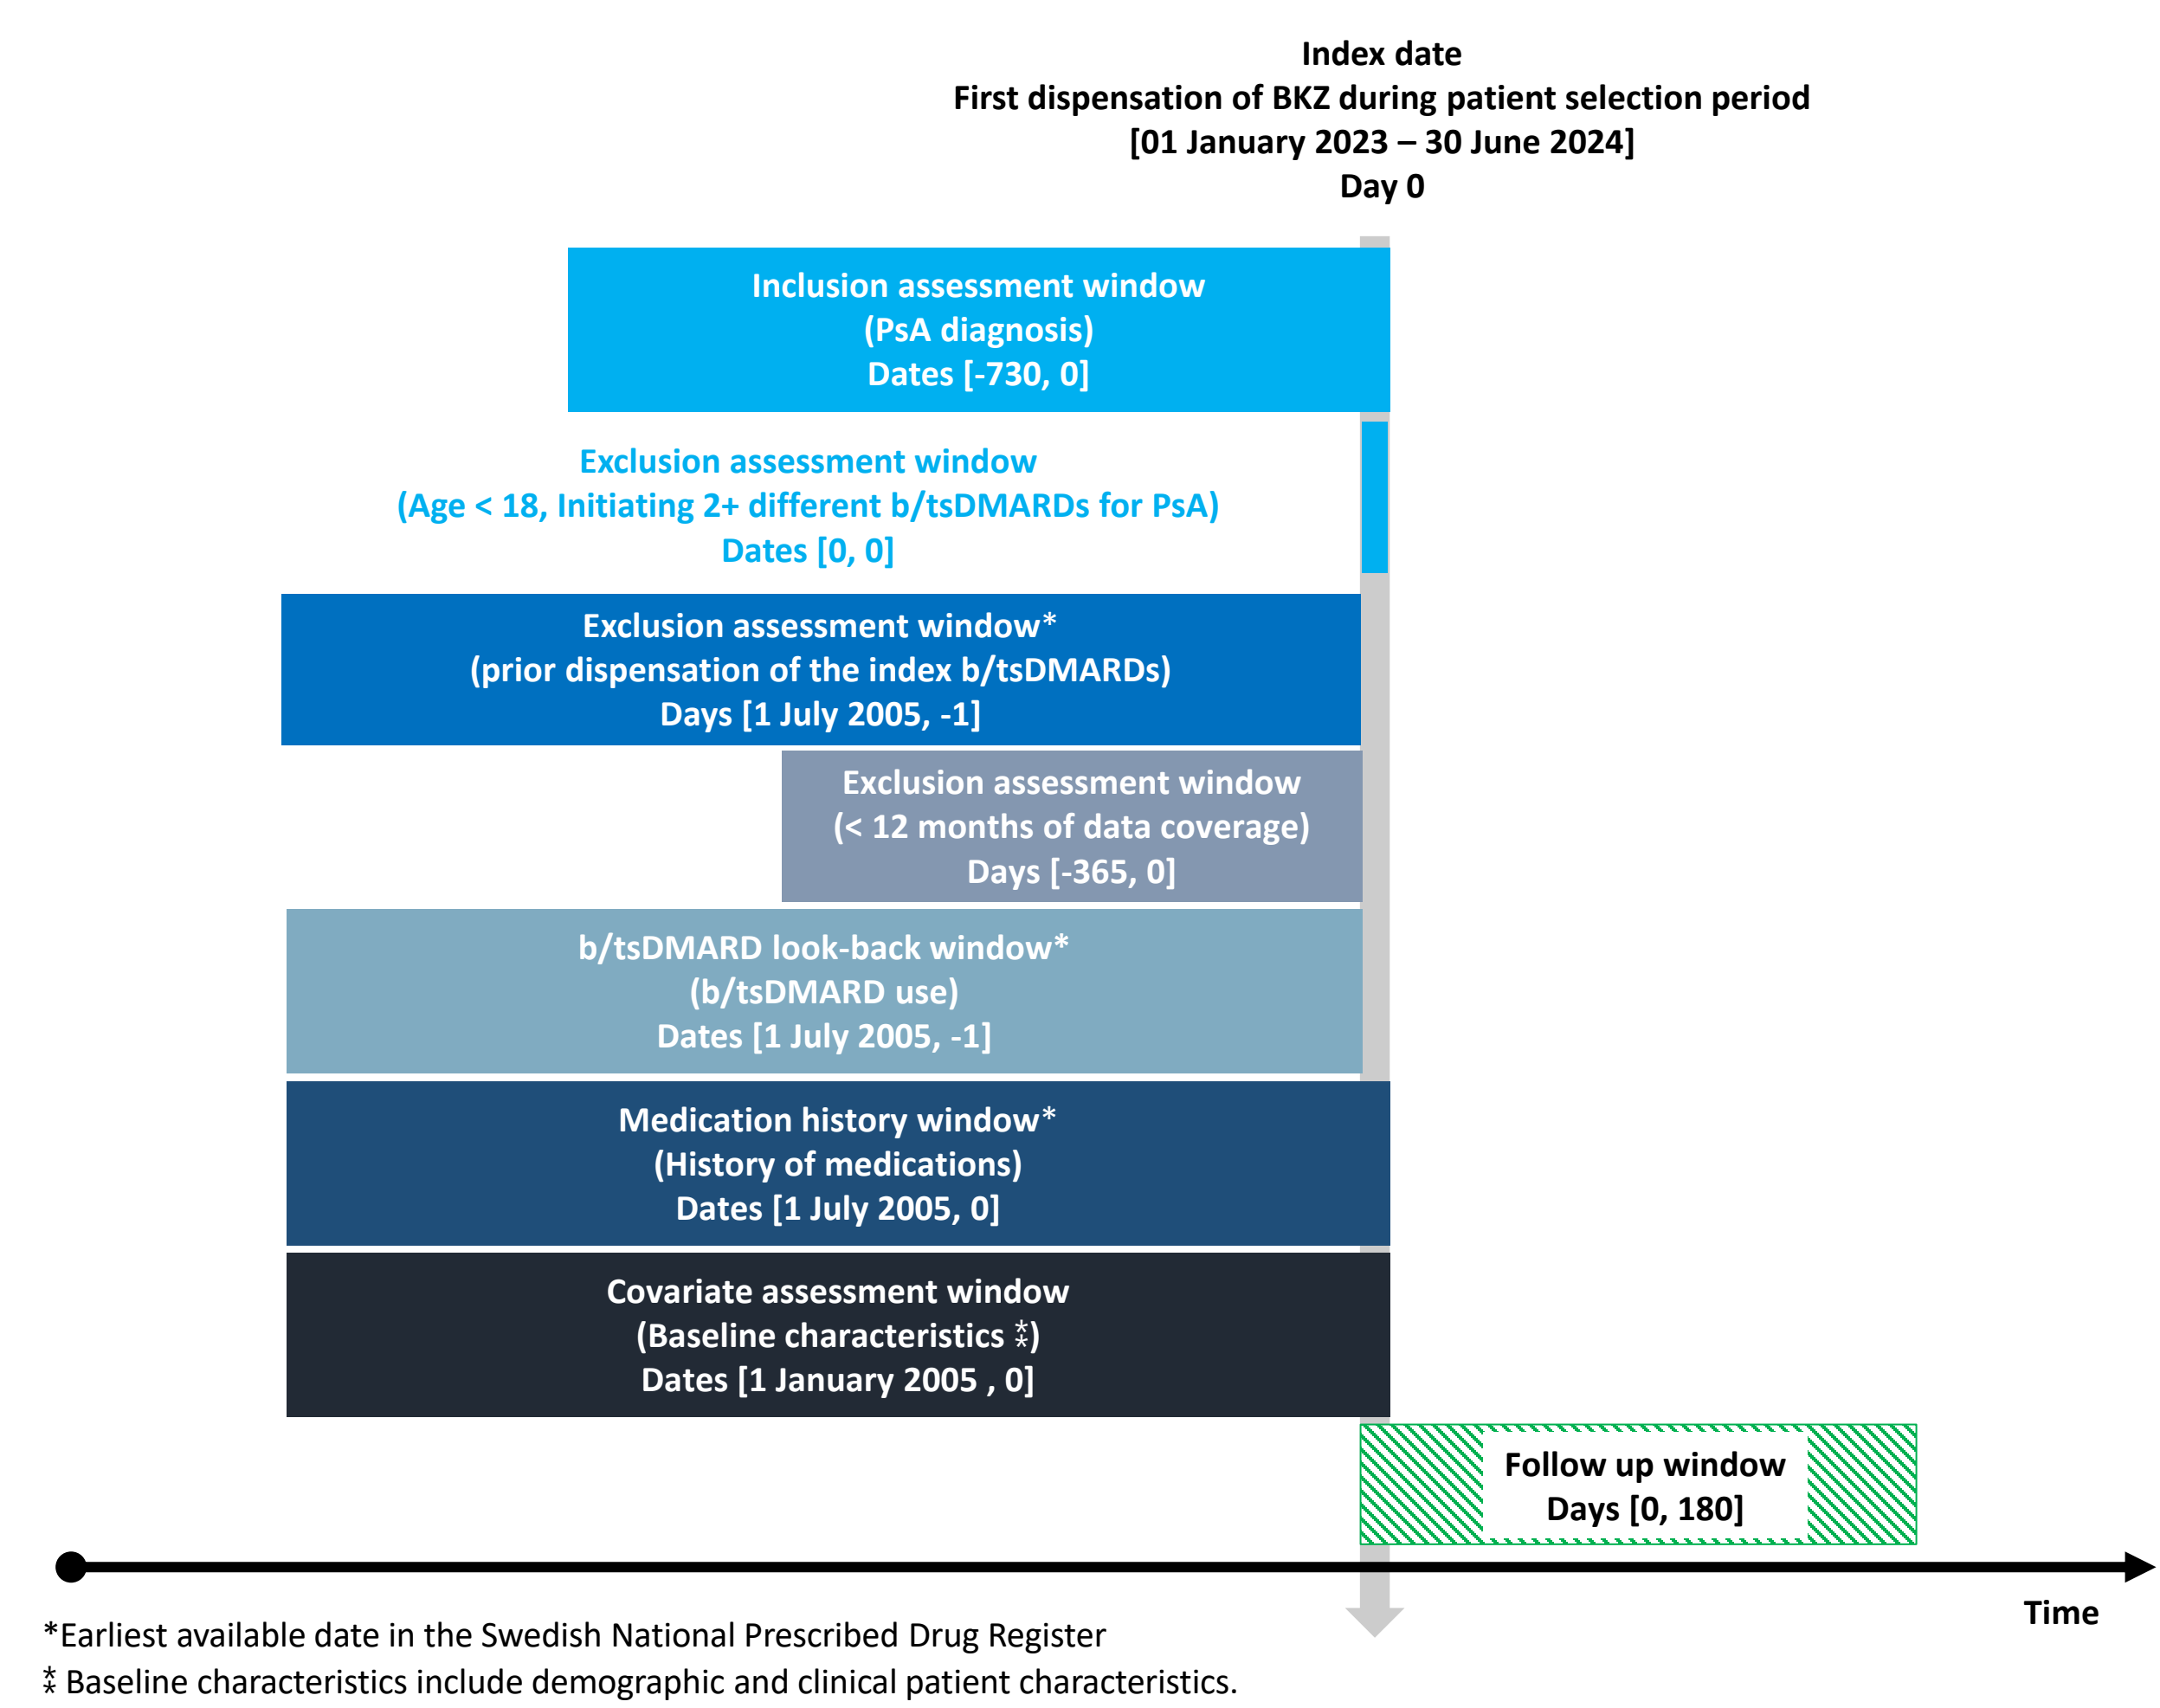 Index date
First dispensation of BKZ during patient selection period
[01 January 2023 – 30 June 2024]
Day 0
Inclusion assessment window
(PsA diagnosis)
Dates [-730, 0]
Exclusion assessment window
(Age < 18, Initiating 2+ different b/tsDMARDs for PsA)
Dates [0, 0]
Exclusion assessment window*
(prior dispensation of the index b/tsDMARDs)
Days [1 July 2005, -1]
Exclusion assessment window
(< 12 months of data coverage)
Days [-365, 0]
b/tsDMARD look-back window*
(b/tsDMARD use)
Dates [1 July 2005, -1]
Medication history window*
(History of medications)
Dates [1 July 2005, 0]
Covariate assessment window
(Baseline characteristics ⁑)
Dates [1 January 2005 , 0]
Follow up window
Days [0, 180]
Time
*Earliest available date in the Swedish National Prescribed Drug Register
⁑ Baseline characteristics include demographic and clinical patient characteristics.